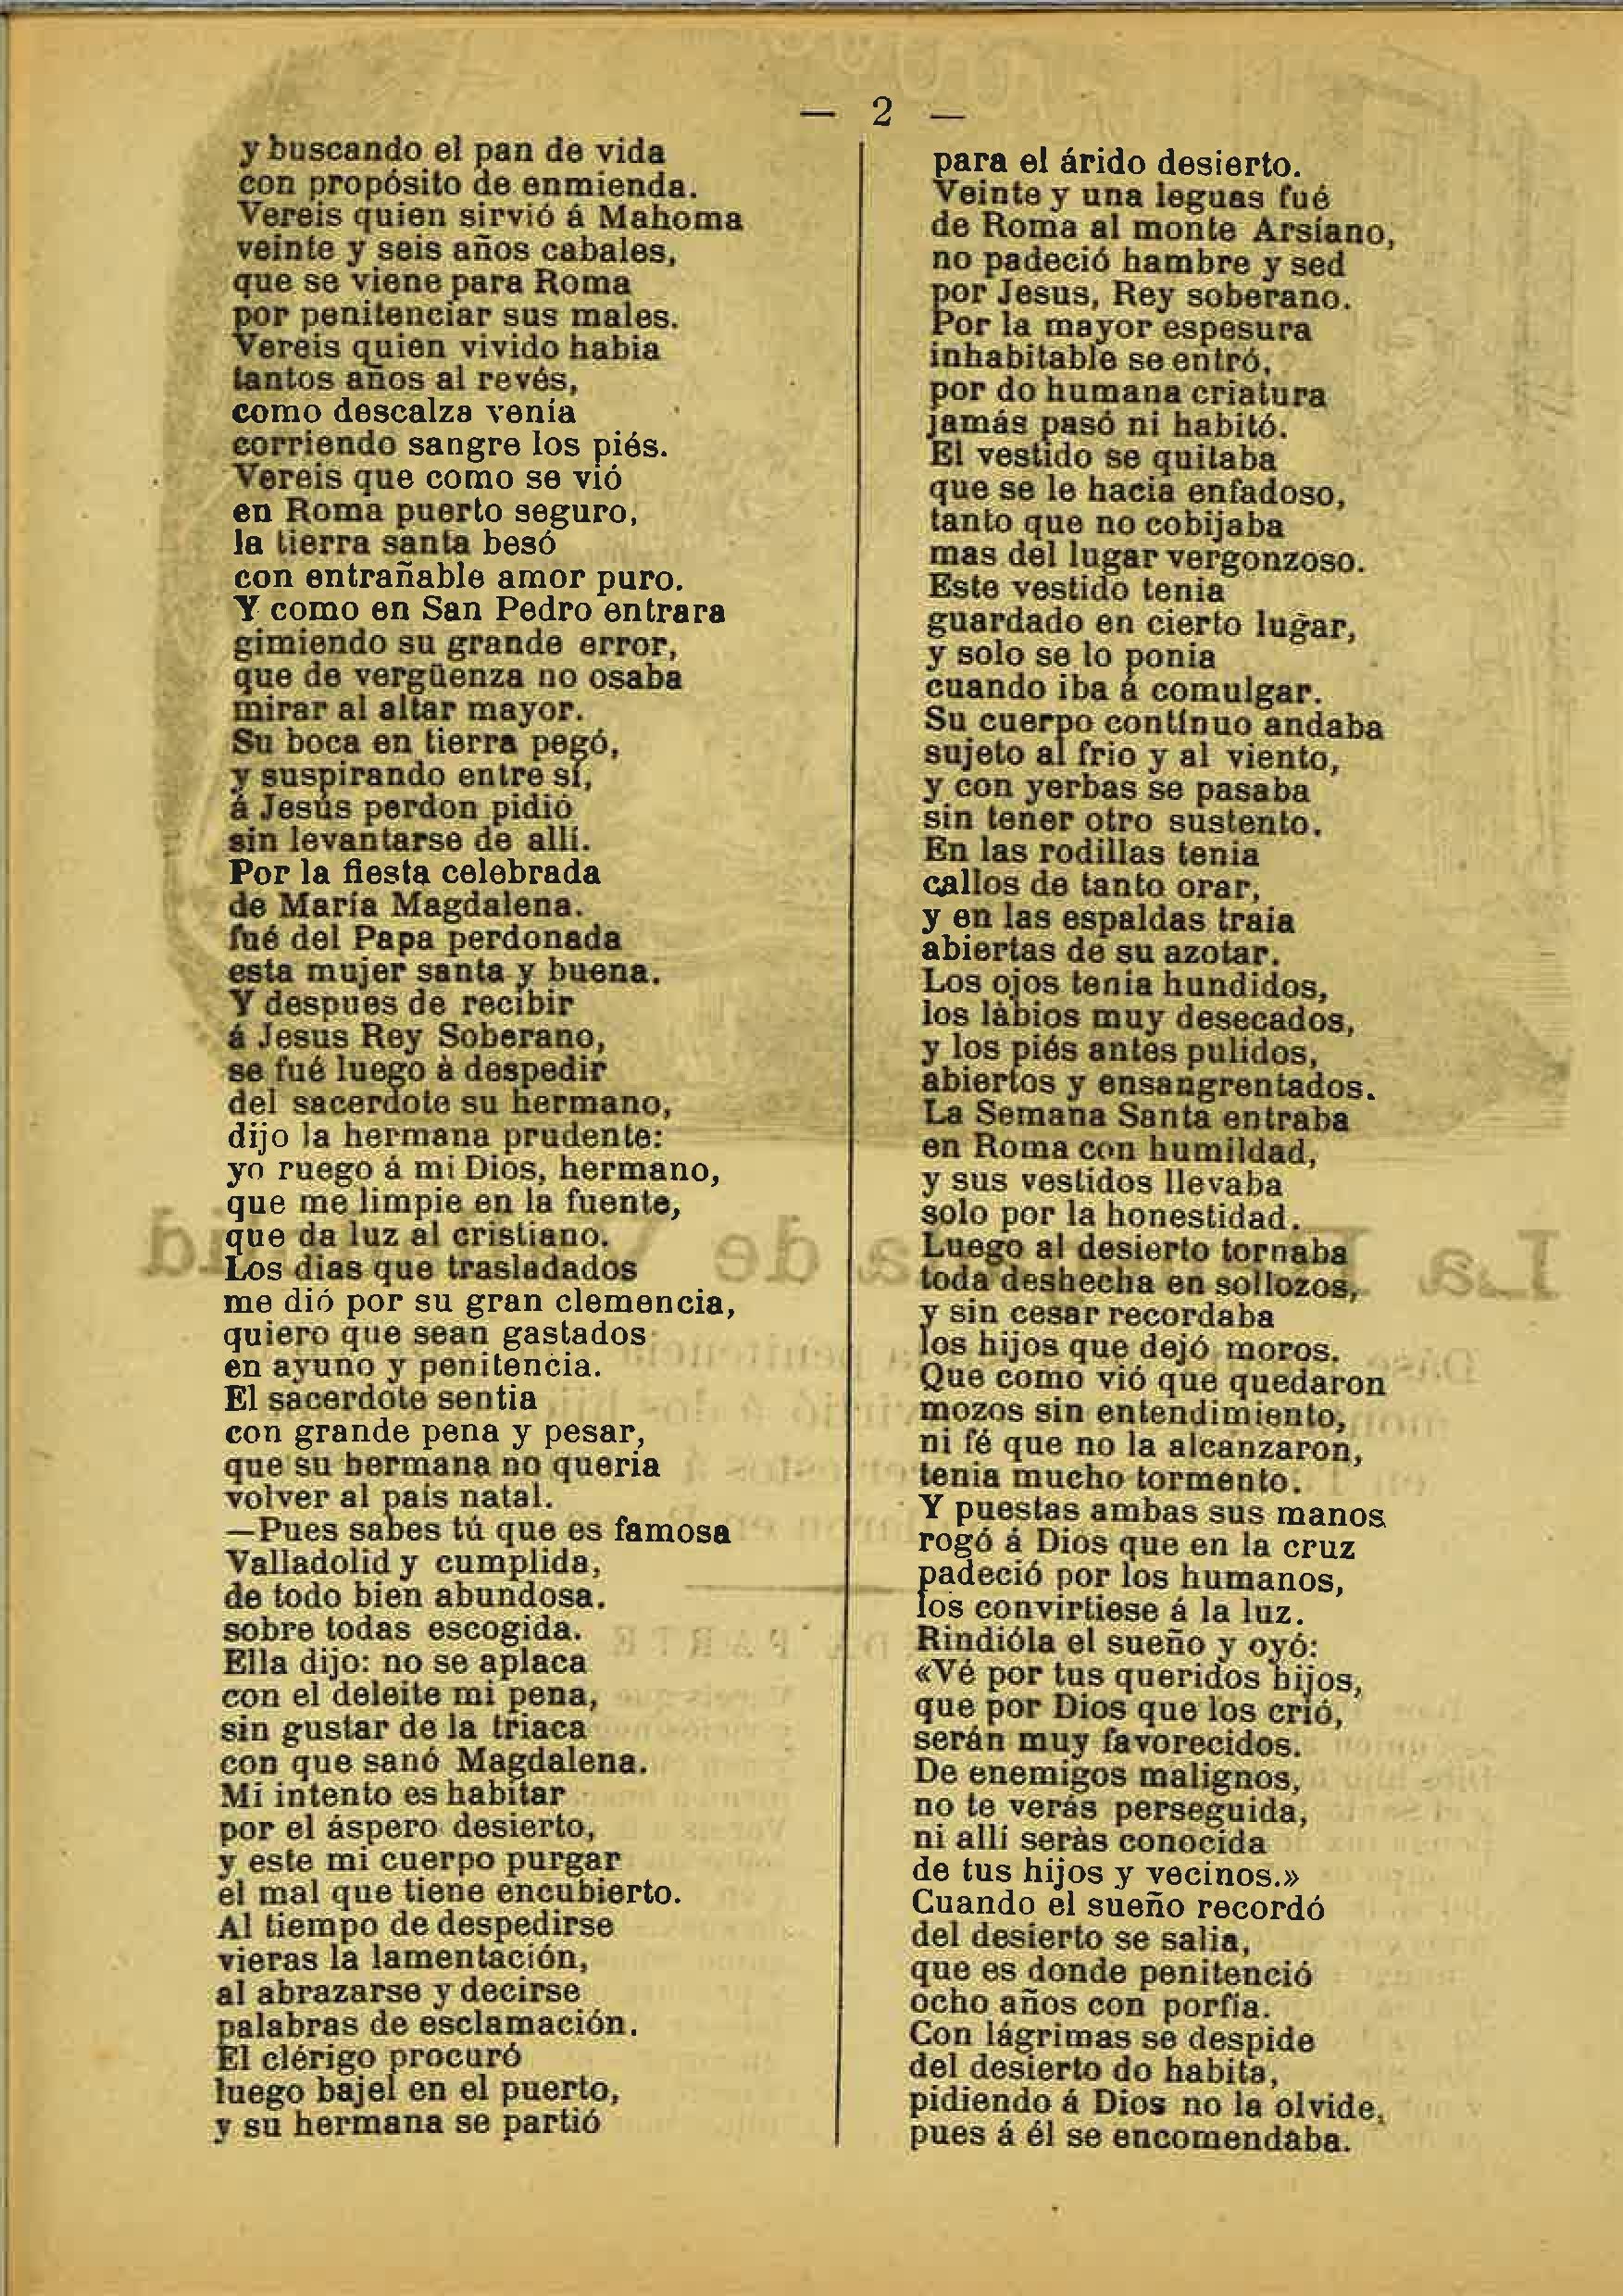 — 2 —
y buscando el pan de vida
con propósito de enmienda.
Vereis quien sirvió á Mahoma
veinte y seis años cabales,
que se viene para Roma
por penitenciar sus males.
Vereis quien vivido habia
tantos años al revés,
como descalza venía
corriendo sangre los piés.
Vereis que como se vió
en Roma puerto seguro,
la tierra santa besó
con entrañable amor puro.
Y como en San Pedro entrara
gimiendo su grande error,
que de vergüenza no osaba
mirar al altar mayor.
Su boca en tierra pegó,
y suspirando entre sí,
á Jesús perdon pidió
sin levantarse de allí.
Por la fiesta celebrada
de María Magdalena.
fué del Papa perdonada
esta mujer santa y buena.
Y despues de recibir
á Jesus Rey Soberano,
se fué luego à despedir
del sacerdote su hermano,
dijo la hermana prudente:
yo ruego á mi Dios, hermano,
que me limpie en la fuente,
que da luz al cristiano.
Los dias que trasladados
me dió por su gran clemencia,
quiero que sean gastados
en ayuno y penitencia.
El sacerdote sentia
con grande pena y pesar,
que su hermana no queria
volver al país natal.
—Pues sabes tú que es famosa
Valladolid y cumplida,
de todo bien abundosa.
sobre todas escogida.
Ella dijo: no se aplaca
con el deleite mi pena,
sin gustar de la triaca
con que sanó Magdalena.
Mi intento es habitar
por el áspero desierto,
y este mi cuerpo purgar
el mal que tiene encubierto.
Al tiempo de despedirse
vieras la lamentación,
al abrazarse y decirse
palabras de esclamación.
El clérigo procuró
luego bajel en el puerto,
y su hermana se partió
para el árido desierto.
Veinte y una leguas fué
de Roma al monte Arsíano,
no padeció hambre y sed
por Jesus, Rey soberano.
Por la mayor espesura
inhabitable se entró,
por do humana criatura
jamás pasó ni habitó.
El vestido se quitaba
que se le hacia enfadoso,
tanto que no cobijaba
mas del lugar vergonzoso.
Este vestido tenia
guardado en cierto lugar,
y solo se lo ponia
cuando iba á comulgar.
Su cuerpo contínuo andaba
sujeto al frio y al viento,
y con yerbas se pasaba
sin tener otro sustento.
En las rodillas tenia
callos de tanto orar,
y en las espaldas traia
abiertas de su azotar.
Los ojos tenia hundidos,
los làbios muy desecados,
y los piés antes pulidos,
abiertos y ensangrentados.
La Semana Santa entraba
en Roma con humildad,
y sus vestidos llevaba
solo por la honestidad.
Luego al desierto tornaba
toda deshecha en sollozos,
y sin cesar recordaba
los hijos que dejó moros.
Que como vió que quedaron
mozos sin entendimiento,
ni fé que no la alcanzaron,
tenia mucho tormento.
Y puestas ambas sus manos
rogó á Dios que en la cruz
padeció por los humanos,
los convirtiese á la luz.
Rindióla el sueño y oyó:
«Vé por tus queridos hijos,
que por Dios que los crió,
serán muy favorecidos.
De enemigos malignos,
no te verás perseguida,
ni allí seràs conocida
de tus hijos y vecinos.»
Cuando el sueño recordó
del desierto se salia,
que es donde penitenció
ocho años con porfía.
Con lágrimas se despide
del desierto do habita,
pidiendo á Dios no la olvide,
pues á él se encomendaba.